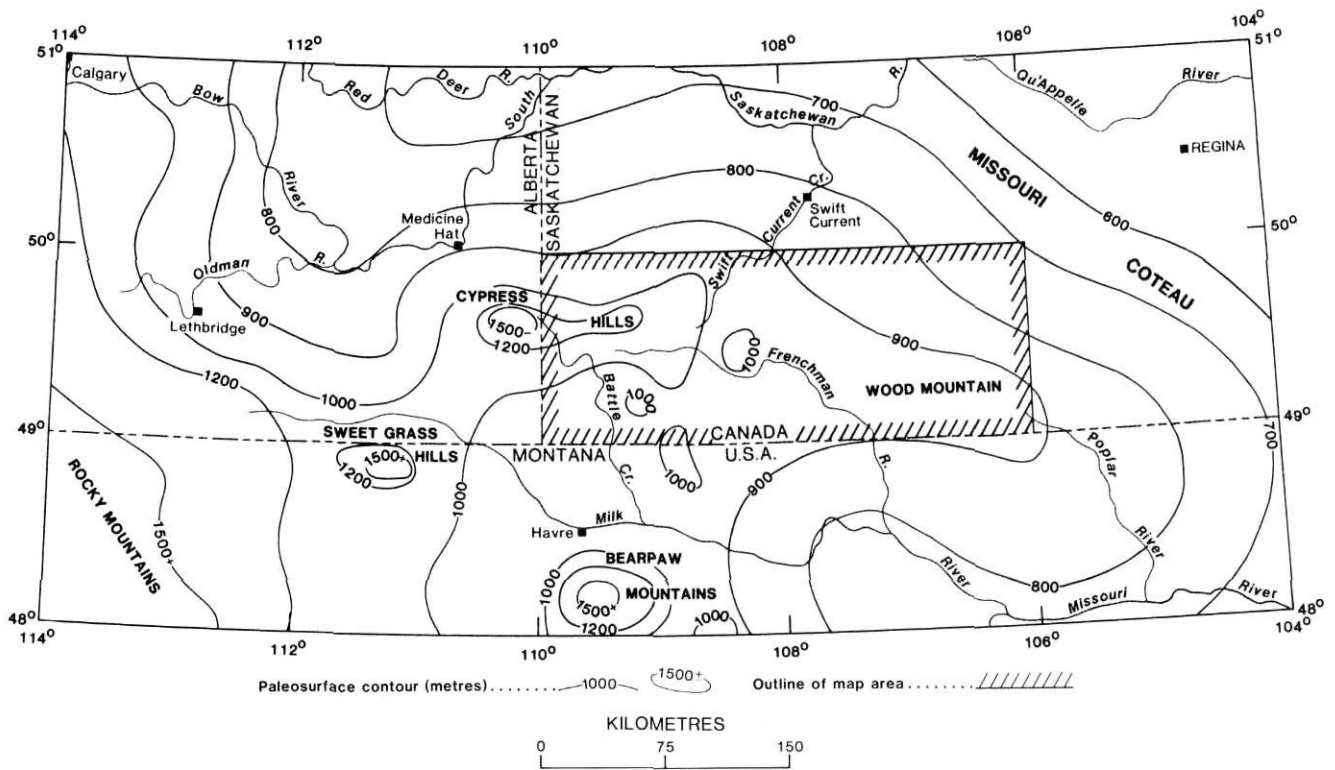 114° 112° 110° 108° 106° 104°
51° 51°
Calgary
Bow
River
Red Deer R.
South
Saskatchewan R.
Qu'Appelle River
REGINA
ALBERTA
SASKATCHEWAN
700
800
600
MISSOURI
COTEAU
800
Medicine
Hat
Cr.
Swift
Current
Swift Current
50° 50°
Oldman R.
Lethbridge
900
CYPRESS
HILLS
1500-
1200
1000
Frenchman
900
WOOD MOUNTAIN
1200
1000
Battle
1000
49° 49°
SWEET GRASS
HILLS
1500+
1200
CANADA
U.S.A.
MONTANA
Cr.
1000
R.
Poplar
700
ROCKY MOUNTAINS
1500+
1000
900
Havre
Milk
River
River
800
BEARPAW
MOUNTAINS
1000
1500+
1200
1000
Missouri River
48° 48°
114° 112° 110° 108° 106° 104°
Paleosurface contour (metres)....... 1000 1500+ Outline of map area........
KILOMETRES
0 75 150